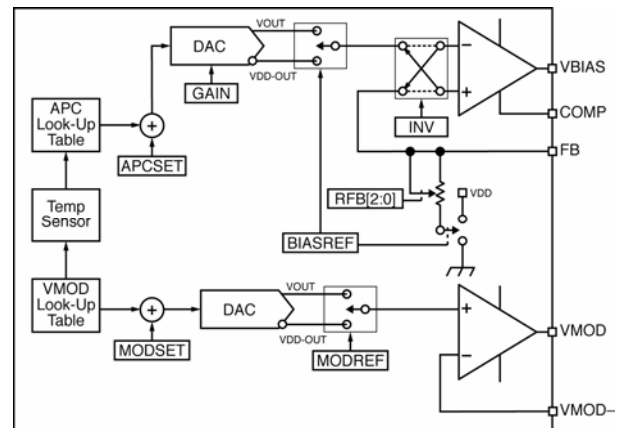 VOUT
DAC
VDD-OUT
GAIN
APC
Look-Up
Table
APCSET
INV
VBIAS
COMP
FB
Temp
Sensor
RFB[2:0]
VDD
BIASREF
VMOD
Look-Up
Table
MODSET
DAC
VOUT
VDD-OUT
MODREF
VMOD
VMOD–